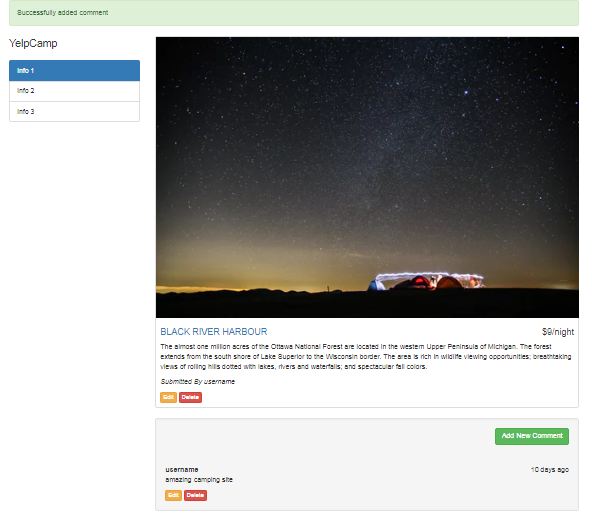 Successfully added comment
YelpCamp
Info 1
Info 2
Info 3
BLACK RIVER HARBOUR
$9/night
The almost one million acres of the Ottawa National Forest are located in the western Upper Peninsula of Michigan. The forest
extends from the south shore of Lake Superior to the Wisconsin border. The area is rich in wildlife viewing opportunities; breathtaking
views of rolling hills dotted with lakes, rivers and waterfalls; and spectacular fall colors.
Submitted By username
Edit Delete
Add New Comment
username
10 days ago
amazing camping site
Edit Delete